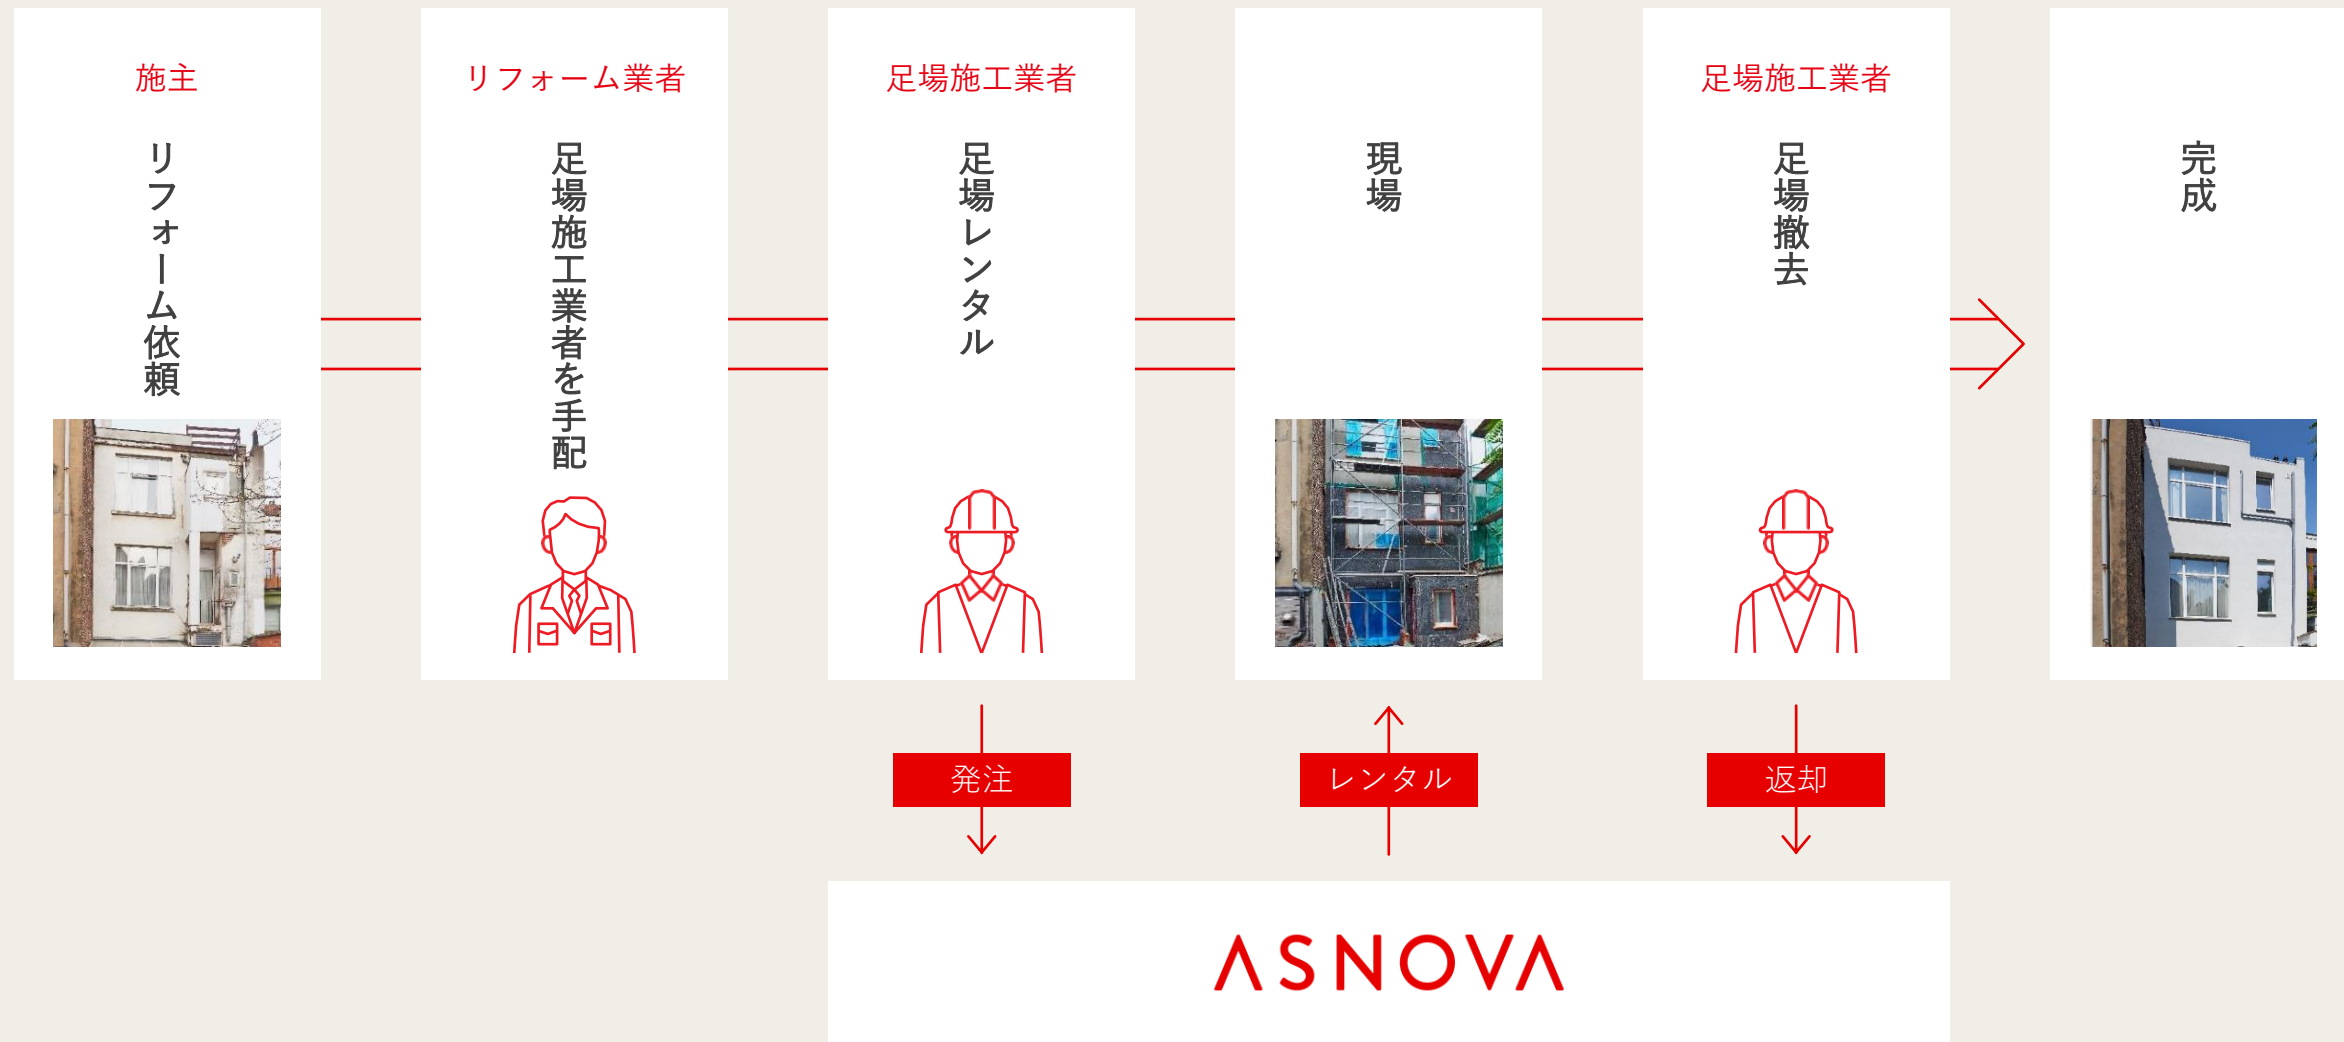 施主
リフォーム依頼
リフォーム業者
足場施工業者を手配
足場施工業者
足場レンタル
現場
足場施工業者
足場撤去
完成
発注
レンタル
返却
ASNOVA